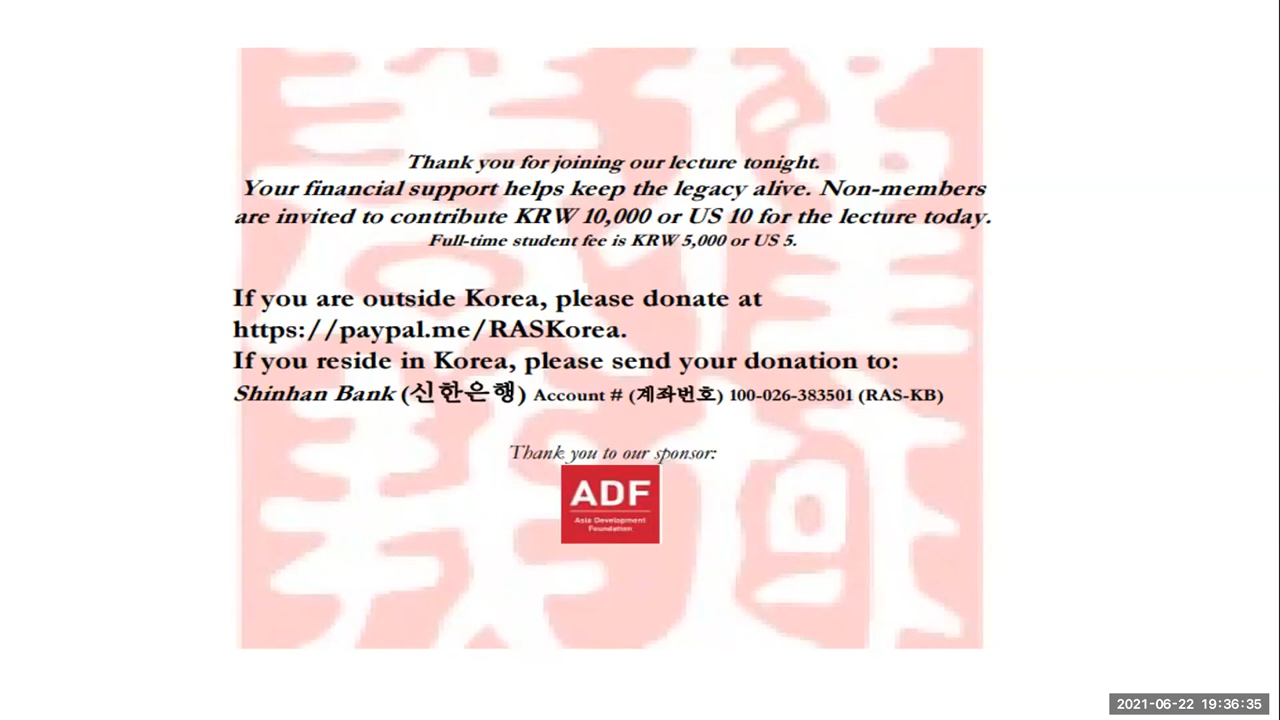 Thank you for joining our lecture tonight.
Your financial support helps keep the legacy alive. Non-members
are invited to contribute KRW 10,000 or US 10 for the lecture today.
Full-time student fee is KRW 5,000 or US 5.
If you are outside Korea, please donate at
https://paypal.me/RASKorea.
If you reside in Korea, please send your donation to:
Shinhan Bank (신한은행) Account # (계좌번호) 100-026-383501 (RAS-KB)
Thank you to our sponsor:
ADF
Asia Development
Foundation
2021-06-22 19:36:35